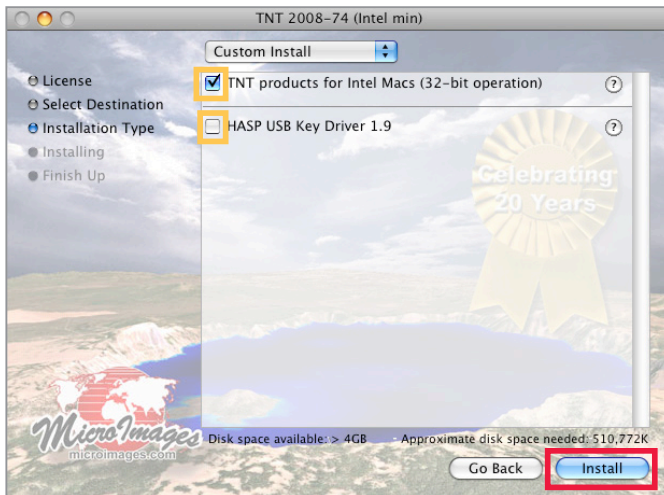 TNT 2008-74 (Intel min)
Custom Install
License
Select Destination
Installation Type
Installing
Finish Up
TNT products for Intel Macs (32-bit operation)
?
HASP USB Key Driver 1.9
?
Celebrating
20 Years
MicroImages
microimages.com
Disk space available: > 4GB
Approximate disk space needed: 510,772K
Go Back
Install